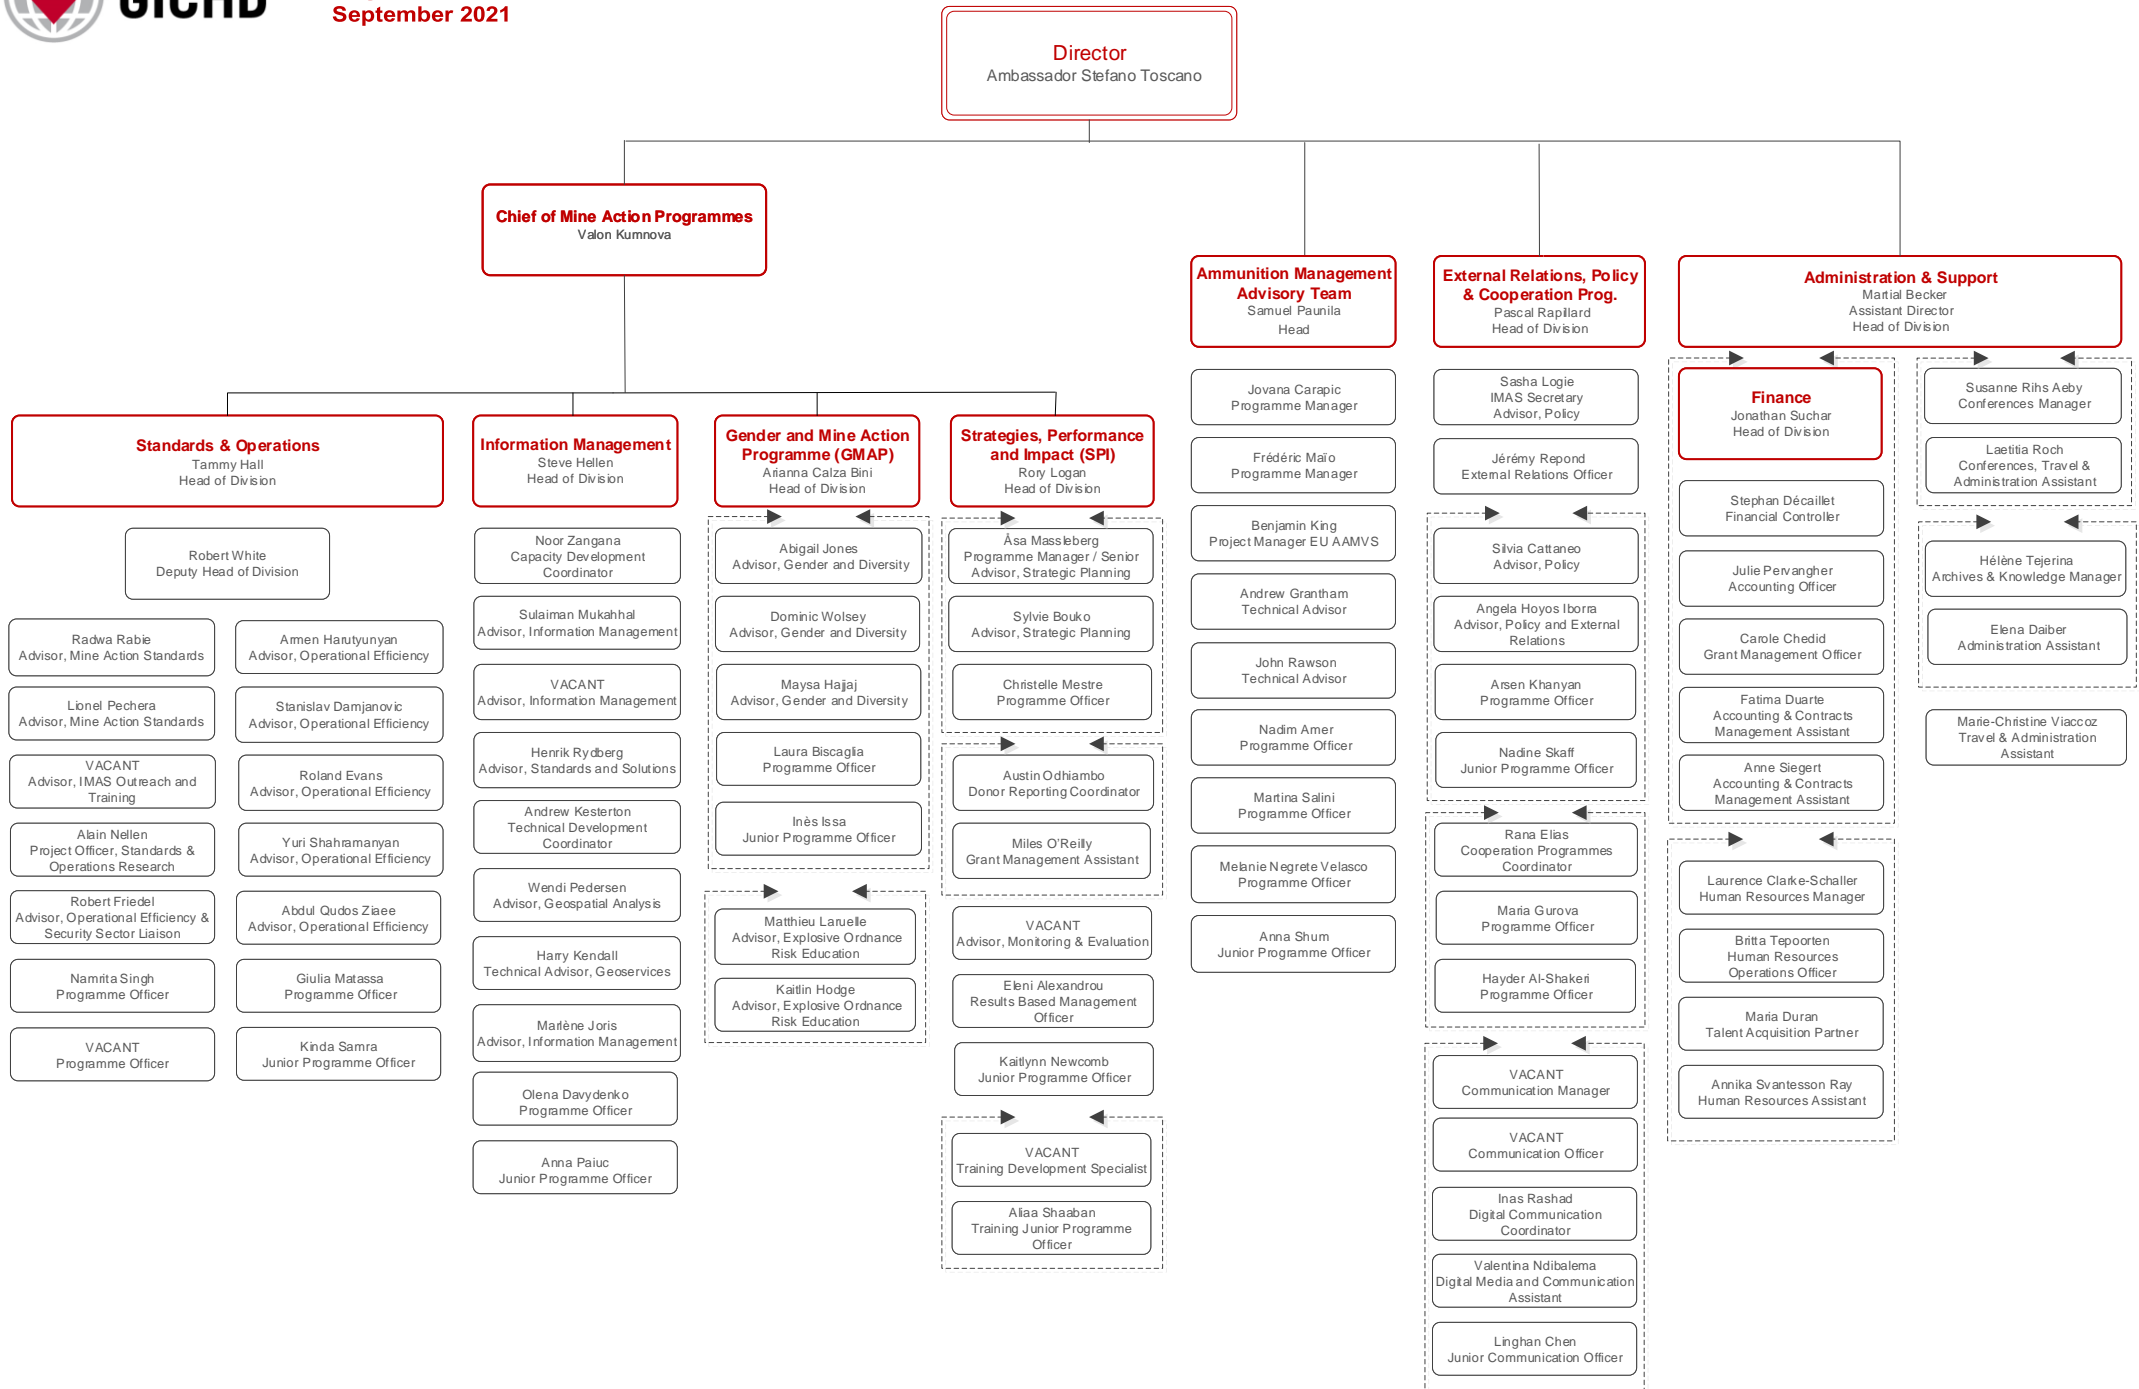 GICHD
September 2021
Director
Ambassador Stefano Toscano
Chief of Mine Action Programmes
Valon Kumnova
Standards & Operations
Tammy Hall
Head of Division
Robert White
Deputy Head of Division
Radwa Rabie
Advisor, Mine Action Standards
Lionel Pechera
Advisor, Mine Action Standards
VACANT
Advisor, IMAS Outreach and
Training
Alain Nellen
Project Officer, Standards &
Operations Research
Robert Friedel
Advisor, Operational Efficiency &
Security Sector Liaison
Namrita Singh
Programme Officer
VACANT
Programme Officer
Armen Harutyunyan
Advisor, Operational Efficiency
Stanislav Damjanovic
Advisor, Operational Efficiency
Roland Evans
Advisor, Operational Efficiency
Yuri Shahramanyan
Advisor, Operational Efficiency
Abdul Qudos Ziaee
Advisor, Operational Efficiency
Giulia Matassa
Programme Officer
Kinda Samra
Junior Programme Officer
Information Management
Steve Hellen
Head of Division
Noor Zangana
Capacity Development
Coordinator
Sulaiman Mukahhal
Advisor, Information Management
VACANT
Advisor, Information Management
Henrik Rydberg
Advisor, Standards and Solutions
Andrew Kesterton
Technical Development
Coordinator
Wendi Pedersen
Advisor, Geospatial Analysis
Harry Kendall
Technical Advisor, Geoservices
Marlène Joris
Advisor, Information Management
Olena Davydenko
Programme Officer
Anna Paiuc
Junior Programme Officer
Gender and Mine Action
Programme (GMAP)
Arianna Calza Bini
Head of Division
Abigail Jones
Advisor, Gender and Diversity
Dominic Wolsey
Advisor, Gender and Diversity
Maysa Hajjaj
Advisor, Gender and Diversity
Laura Biscaglia
Programme Officer
Inès Issa
Junior Programme Officer
Matthieu Laruelle
Advisor, Explosive Ordnance
Risk Education
Kaitlin Hodge
Advisor, Explosive Ordnance
Risk Education
Strategies, Performance
and Impact (SPI)
Rory Logan
Head of Division
Åsa Massleberg
Programme Manager / Senior
Advisor, Strategic Planning
Sylvie Bouko
Advisor, Strategic Planning
Christelle Mestre
Programme Officer
Austin Odhiambo
Donor Reporting Coordinator
Miles O'Reilly
Grant Management Assistant
VACANT
Advisor, Monitoring & Evaluation
Eleni Alexandrou
Results Based Management
Officer
Kaitlynn Newcomb
Junior Programme Officer
VACANT
Training Development Specialist
Aliaa Shaaban
Training Junior Programme
Officer
Ammunition Management
Advisory Team
Samuel Paunila
Head
Jovana Carapic
Programme Manager
Frédéric Maïo
Programme Manager
Benjamin King
Project Manager EU AAMVS
Andrew Grantham
Technical Advisor
John Rawson
Technical Advisor
Nadim Amer
Programme Officer
Martina Salini
Programme Officer
Melanie Negrete Velasco
Programme Officer
Anna Shum
Junior Programme Officer
External Relations, Policy
& Cooperation Prog.
Pascal Rapillard
Head of Division
Sasha Logie
IMAS Secretary
Advisor, Policy
Jérémy Repond
External Relations Officer
Silvia Cattaneo
Advisor, Policy
Angela Hoyos Iborra
Advisor, Policy and External
Relations
Arsen Khanyan
Programme Officer
Nadine Skaff
Junior Programme Officer
Rana Elias
Cooperation Programmes
Coordinator
Maria Gurova
Programme Officer
Hayder Al-Shakeri
Programme Officer
VACANT
Communication Manager
VACANT
Communication Officer
Inas Rashad
Digital Communication
Coordinator
Valentina Ndibalema
Digital Media and Communication
Assistant
Linghan Chen
Junior Communication Officer
Administration & Support
Martial Becker
Assistant Director
Head of Division
Finance
Jonathan Suchar
Head of Division
Stephan Décaillet
Financial Controller
Julie Pervangher
Accounting Officer
Carole Chedid
Grant Management Officer
Fatima Duarte
Accounting & Contracts
Management Assistant
Anne Siegert
Accounting & Contracts
Management Assistant
Laurence Clarke-Schaller
Human Resources Manager
Britta Tepoorten
Human Resources
Operations Officer
Maria Duran
Talent Acquisition Partner
Annika Svantesson Ray
Human Resources Assistant
Susanne Rihs Aeby
Conferences Manager
Laetitia Roch
Conferences, Travel &
Administration Assistant
Hélène Tejerina
Archives & Knowledge Manager
Elena Daiber
Administration Assistant
Marie-Christine Viaccoz
Travel & Administration
Assistant